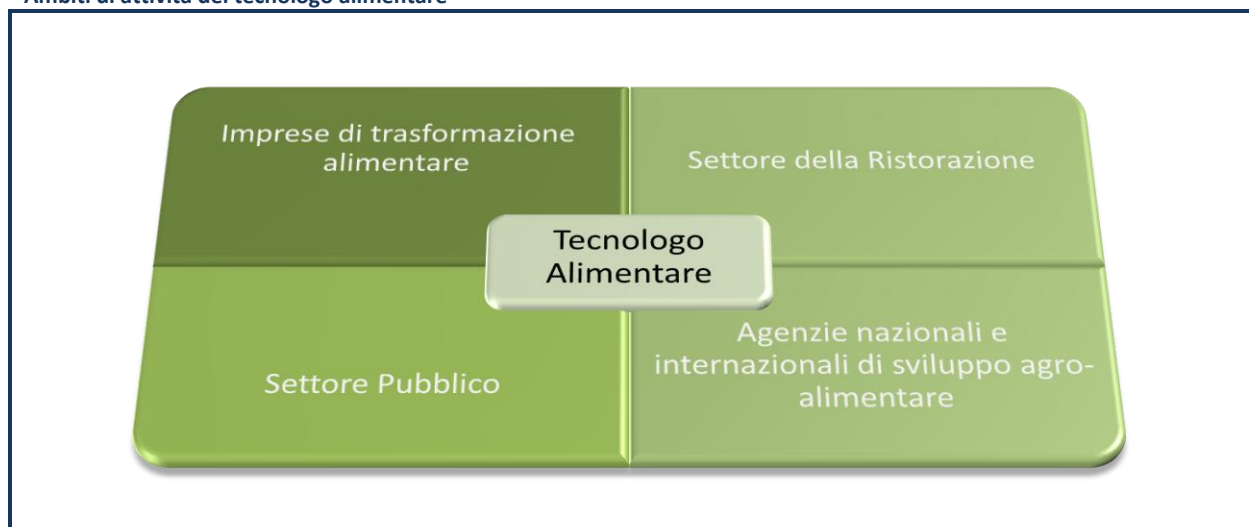 Ambiti di attività del tecnologo alimentare
Imprese di trasformazione
alimentare
Settore della Ristorazione
Tecnologo
Alimentare
Settore Pubblico
Agenzie nazionali e
internazionali di sviluppo agro-
alimentare